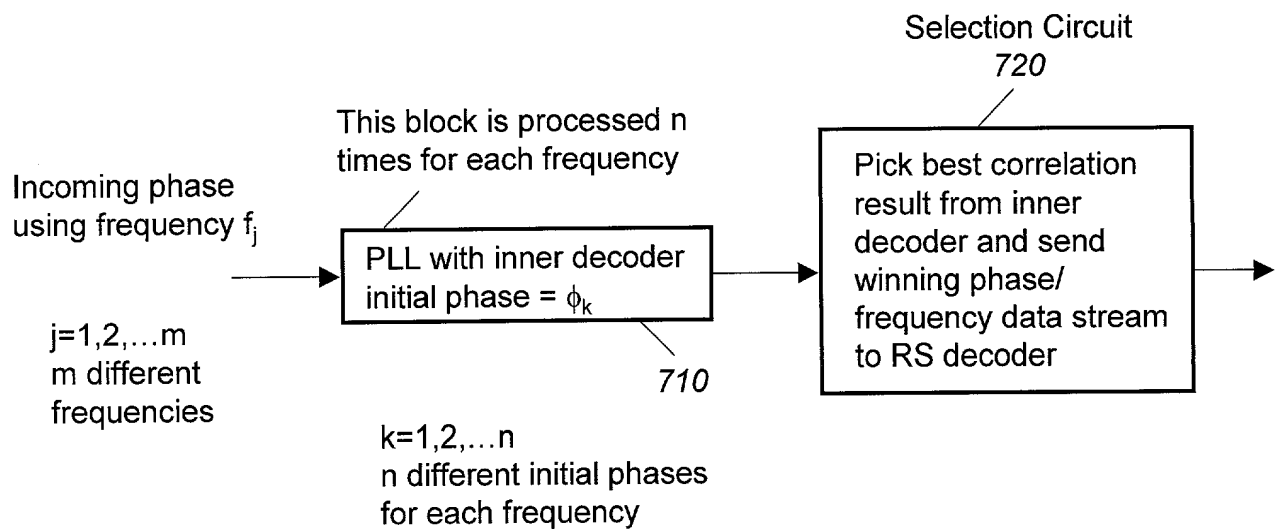 Selection Circuit
720
This block is processed n
times for each frequency
Incoming phase
using frequency fj
PLL with inner decoder
initial phase = ϕk
710
Pick best correlation
result from inner
decoder and send
winning phase/
frequency data stream
to RS decoder
j=1,2,...m
m different
frequencies
k=1,2,...n
n different initial phases
for each frequency